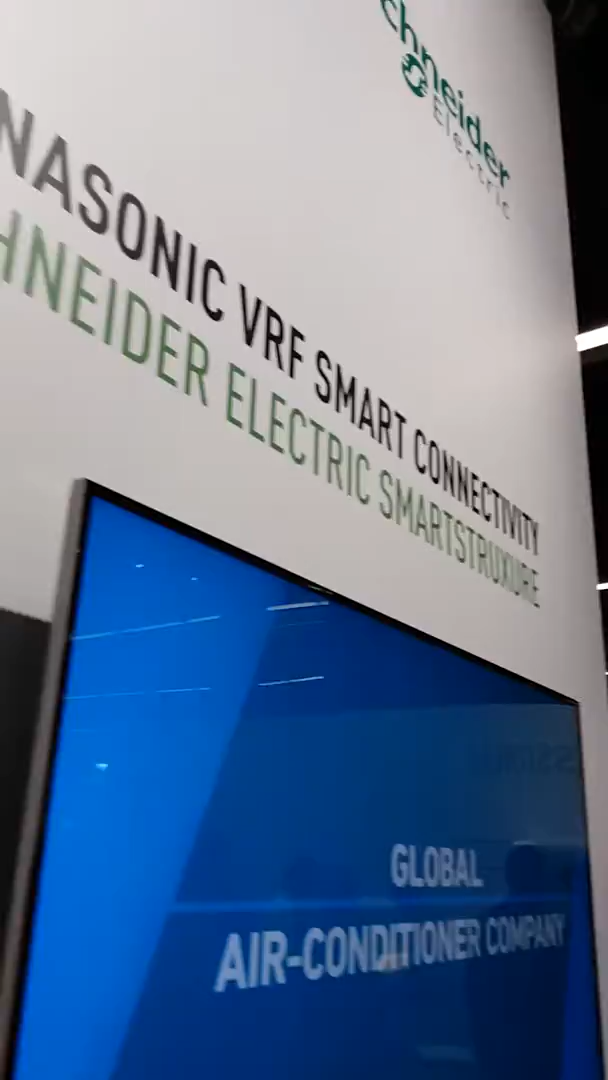 chneider
Electric
NASONIC VRF SMART CONNECTIVITY
HNEIDER ELECTRIC SMARTSTRUXURE
GLOBAL
AIR-CONDITIONER COMPANY